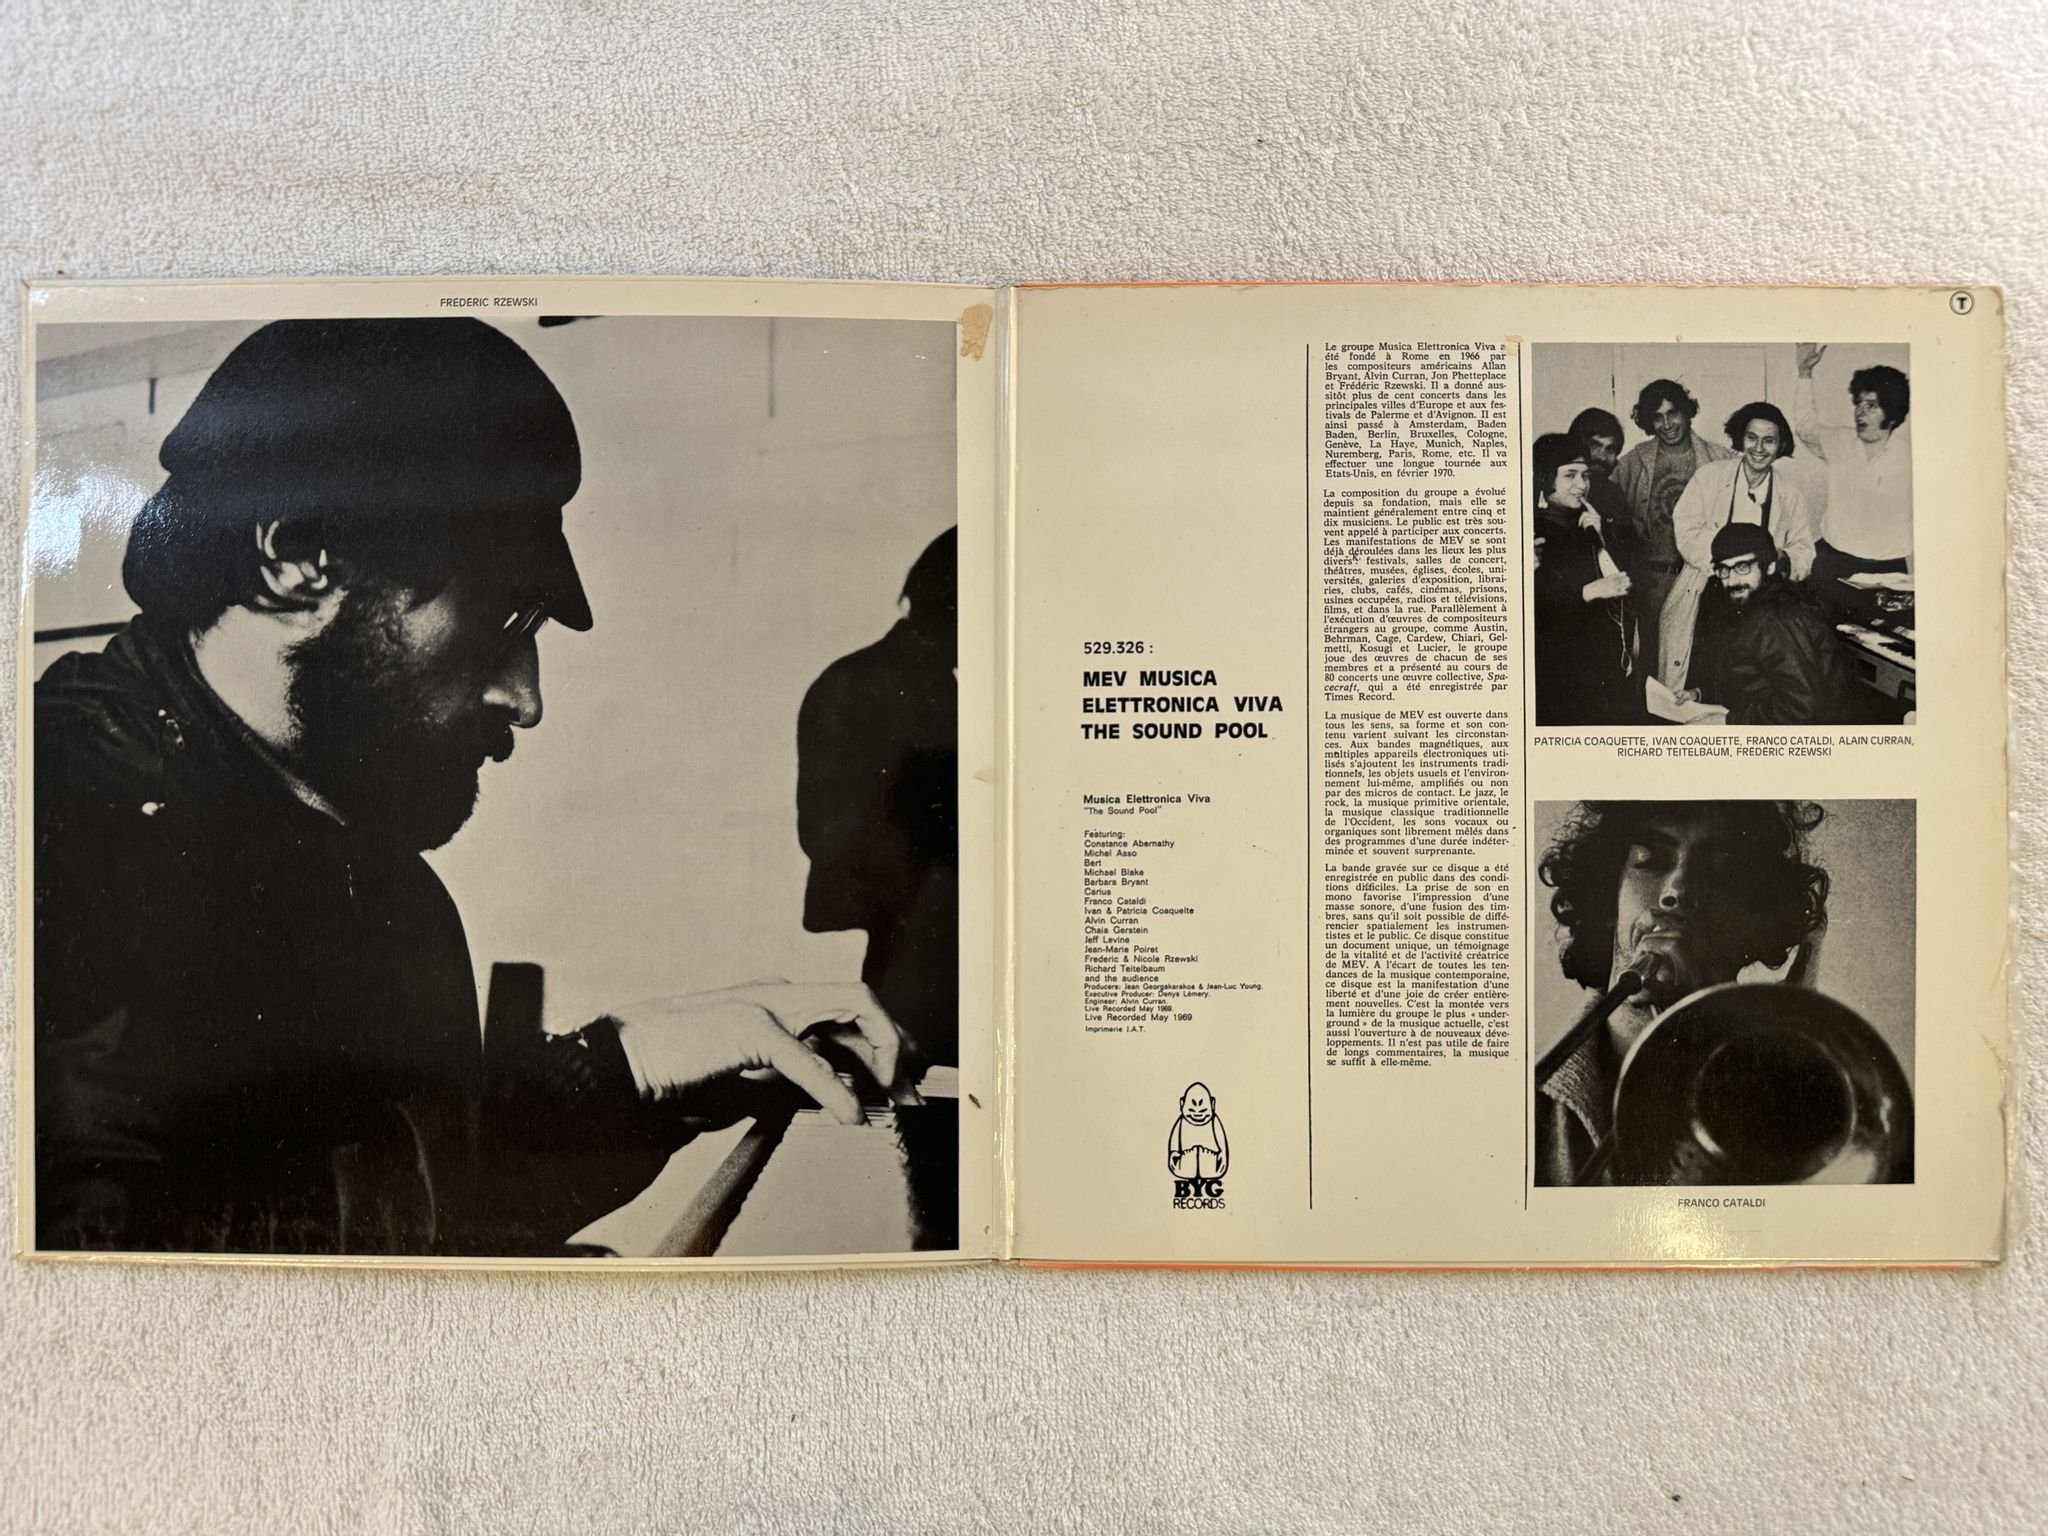 FRÉDÉRIC RZEWSKI
T
529.326 :
MEV MUSICA
ELETTRONICA VIVA
THE SOUND POOL
Musica Elettronica Viva
"The Sound Pool"
Featuring:
Constance Abernathy
Michel Asso
Bert
Michael Blake
Barbara Bryant
Carius
Franco Cataldi
Ivan & Patricia Coaquette
Alvin Curran
Chaia Gerstein
Jeff Levine
Jean-Marie Poiret
Frederic & Nicole Rzewski
Richard Teitelbaum
and the audience
Producers: Jean Georgakarakos & Jean-Luc Young.
Executive Producer: Denys Lémery.
Engineer: Alvin Curran.
Live Recorded May 1969.
Live Recorded May 1969
Imprimerie J.A.T.
BYG
RECORDS
Le groupe Musica Elettronica Viva a
été fondé à Rome en 1966 par
les compositeurs américains Allan
Bryant, Alvin Curran, Jon Phetteplace
et Frédéric Rzewski. Il a donné aus-
sitôt plus de cent concerts dans les
principales villes d'Europe et aux fes-
tivals de Palerme et d'Avignon. Il est
ainsi passé à Amsterdam, Baden
Baden, Berlin, Bruxelles, Cologne,
Genève, La Haye, Munich, Naples,
Nuremberg, Paris, Rome, etc. Il va
effectuer une longue tournée aux
Etats-Unis, en février 1970.
La composition du groupe a évolué
depuis sa fondation, mais elle se
maintient généralement entre cinq et
dix musiciens. Le public est très sou-
vent appelé à participer aux concerts.
Les manifestations de MEV se sont
déjà déroulées dans les lieux les plus
divers : festivals, salles de concert,
théâtres, musées, églises, écoles, uni-
versités, galeries d'exposition, librai-
ries, clubs, cafés, cinémas, prisons,
usines occupées, radios et télévisions,
films, et dans la rue. Parallèlement à
l'exécution d'œuvres de compositeurs
étrangers au groupe, comme Austin,
Behrman, Cage, Cardew, Chiari, Gel-
metti, Kosugi et Lucier, le groupe
joue des œuvres de chacun de ses
membres et a présenté au cours de
80 concerts une œuvre collective, Spa-
cecraft, qui a été enregistrée par
Times Record.
La musique de MEV est ouverte dans
tous les sens, sa forme et son con-
tenu varient suivant les circonstan-
ces. Aux bandes magnétiques, aux
multiples appareils électroniques uti-
lisés s'ajoutent les instruments tradi-
tionnels, les objets usuels et l'environ-
nement lui-même, amplifiés ou non
par des micros de contact. Le jazz, le
rock, la musique primitive orientale,
la musique classique traditionnelle
de l'Occident, les sons vocaux ou
organiques sont librement mêlés dans
des programmes d'une durée indéter-
minée et souvent surprenante.
La bande gravée sur ce disque a été
enregistrée en public dans des condi-
tions difficiles. La prise de son en
mono favorise l'impression d'une
masse sonore, d'une fusion des tim-
bres, sans qu'il soit possible de diffé-
rencier spatialement les instrumen-
tistes et le public. Ce disque constitue
un document unique, un témoignage
de la vitalité et de l'activité créatrice
de MEV. A l'écart de toutes les ten-
dances de la musique contemporaine,
ce disque est la manifestation d'une
liberté et d'une joie de créer entière-
ment nouvelles. C'est la montée vers
la lumière du groupe le plus « under-
ground » de la musique actuelle, c'est
aussi l'ouverture à de nouveaux déve-
loppements. Il n'est pas utile de faire
de longs commentaires, la musique
se suffit à elle-même.
PATRICIA COAQUETTE, IVAN COAQUETTE, FRANCO CATALDI, ALAIN CURRAN,
RICHARD TEITELBAUM, FRÉDÉRIC RZEWSKI
FRANCO CATALDI